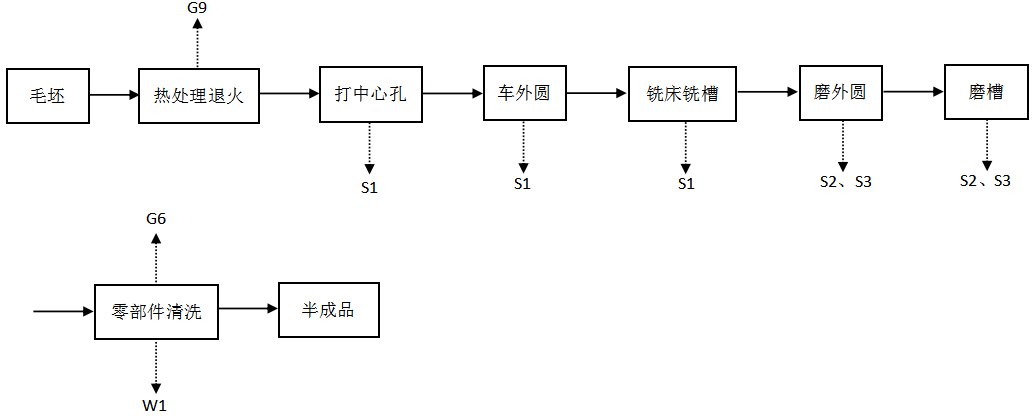 G9
毛坯
热处理退火
打中心孔
车外圆
铣床铣槽
磨外圆
磨槽
S1
S1
S1
S2、S3
S2、S3
G6
零部件清洗
半成品
W1